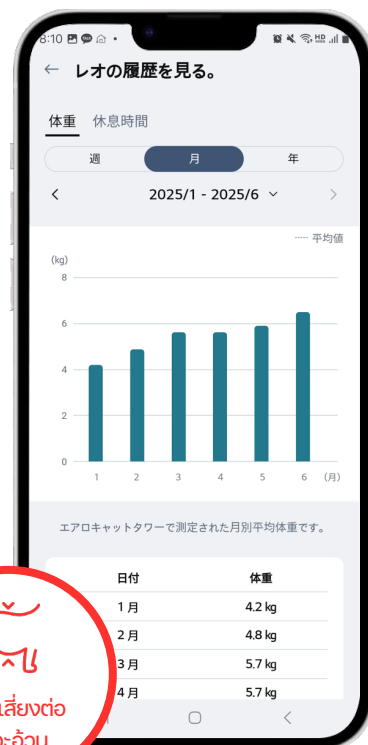 8:10
← レオの履歴を見る。
体重 休息時間
週 月 年
< 2025/1 - 2025/6 >
平均値
(kg)
8
6
4
2
0
1 2 3 4 5 6 (月)
エアロキャットタワーで測定された月別平均体重です。
日付 体重
1 月 4.2 kg
2 月 4.8 kg
3 月 5.7 kg
4 月 5.7 kg
เสี่ยงต่อ